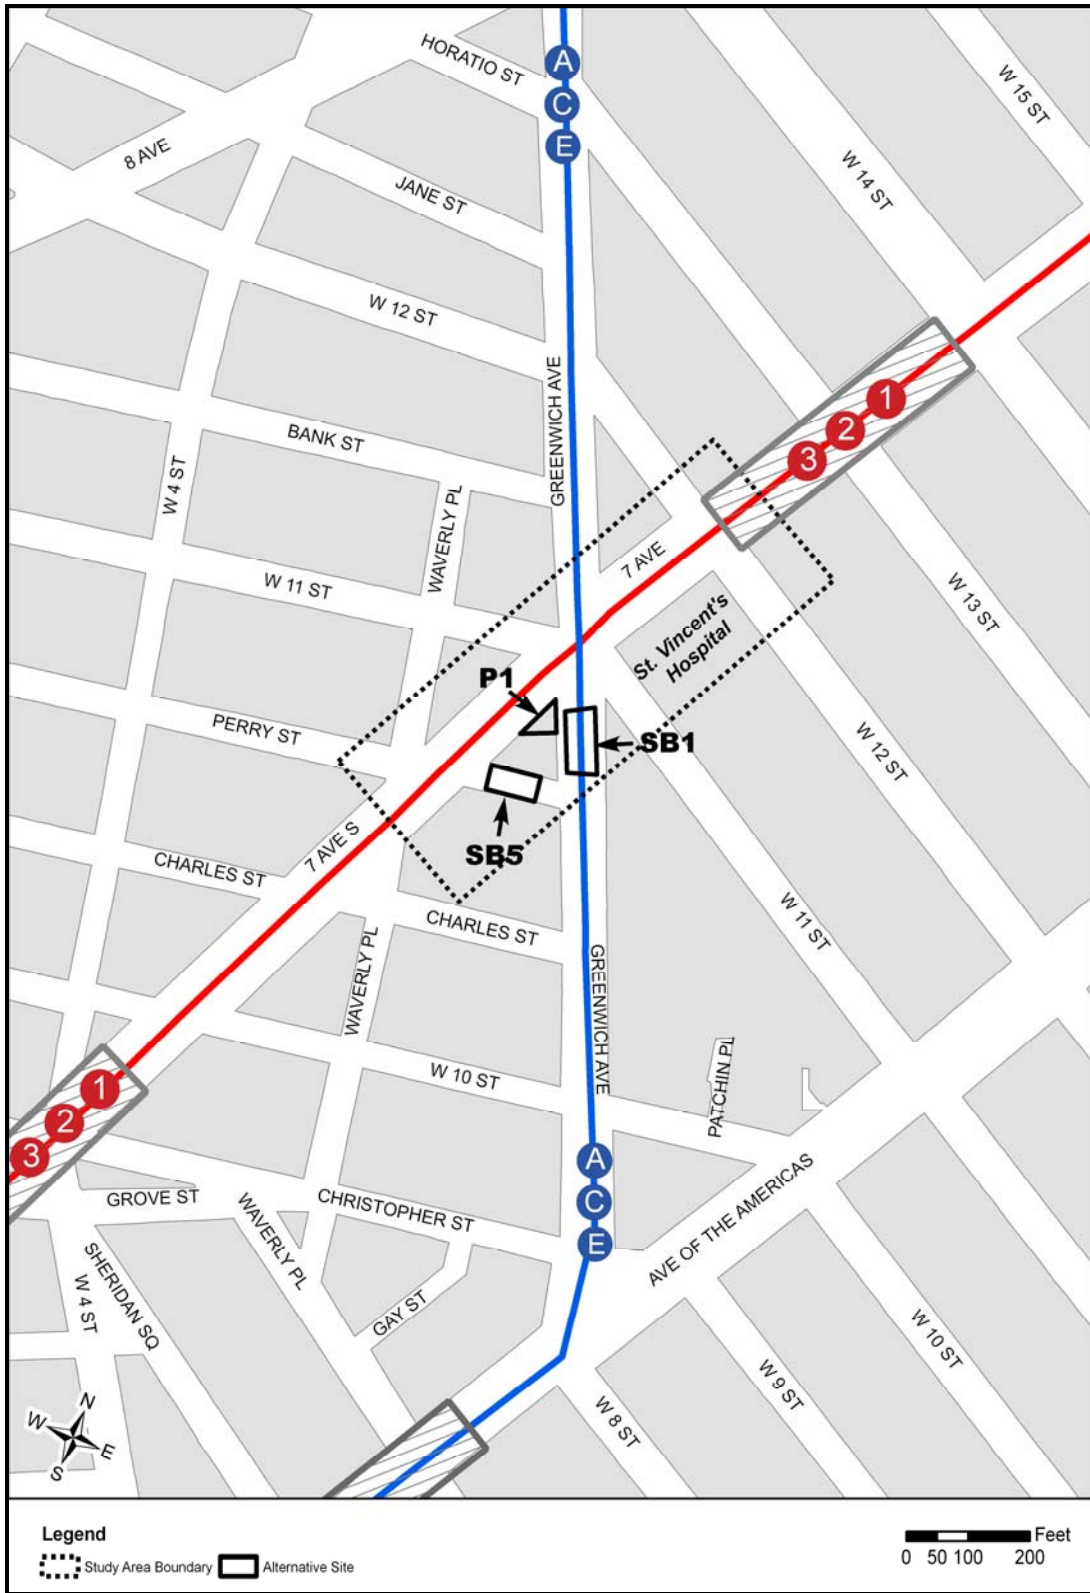 HORATIO ST
A
C
E
W 15 ST
8 AVE
W 14 ST
JANE ST
W 12 ST
GREENWICH AVE
1
2
3
BANK ST
W 4 ST
WAVERLY PL
7 AVE
W 11 ST
W 13 ST
St. Vincent's
Hospital
P1
PERRY ST
SB1
W 12 ST
SB5
7 AVE S
CHARLES ST
CHARLES ST
W 11 ST
WAVERLY PL
GREENWICH AVE
W 10 ST
PATCHIN PL
1
2
3
A
C
E
GROVE ST
CHRISTOPHER ST
WAVERLY PL
AVE OF THE AMERICAS
SHERIDAN SQ
W 4 ST
GAY ST
W 10 ST
W 9 ST
W 8 ST
N
W
E
S
Legend
Study Area Boundary
Alternative Site
Feet
0 50 100 200